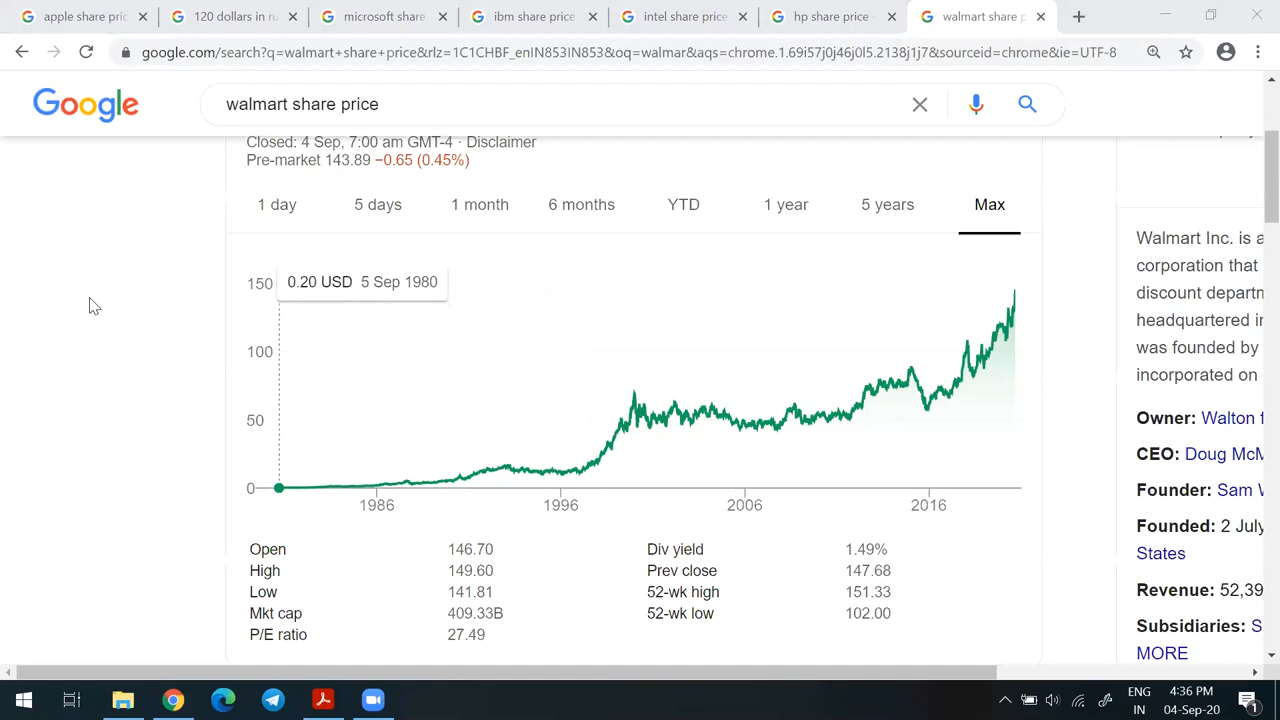 apple share pric
120 dollars in ru
microsoft share
ibm share price
intel share price
hp share price -
walmart share p
google.com/search?q=walmart+share+price&rlz=1C1CHBF_enIN853IN853&oq=walmar&aqs=chrome.1.69i57j0j46j0l5.2138j1j7&sourceid=chrome&ie=UTF-8
Google
walmart share price
Closed: 4 Sep, 7:00 am GMT-4 · Disclaimer
Pre-market 143.89 −0.65 (0.45%)
1 day 5 days 1 month 6 months YTD 1 year 5 years Max
0.20 USD 5 Sep 1980
150
100
50
0
1986 1996 2006 2016
Open 146.70 Div yield 1.49%
High 149.60 Prev close 147.68
Low 141.81 52-wk high 151.33
Mkt cap 409.33B 52-wk low 102.00
P/E ratio 27.49
Walmart Inc. is a
corporation that
discount departm
headquartered in
was founded by
incorporated on
Owner: Walton f
CEO: Doug McM
Founder: Sam W
Founded: 2 July
States
Revenue: 52,39
Subsidiaries: S
MORE
ENG
IN
4:36 PM
04-Sep-20
1